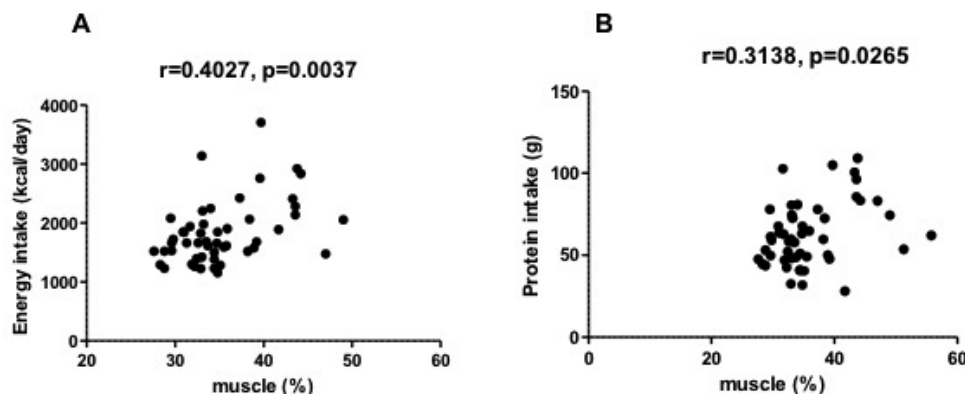 A
r=0.4027, p=0.0037
Energy intake (kcal/day)
4000
3000
2000
1000
0
20
30
40
50
60
muscle (%)
B
r=0.3138, p=0.0265
Protein intake (g)
150
100
50
0
0
20
40
60
muscle (%)